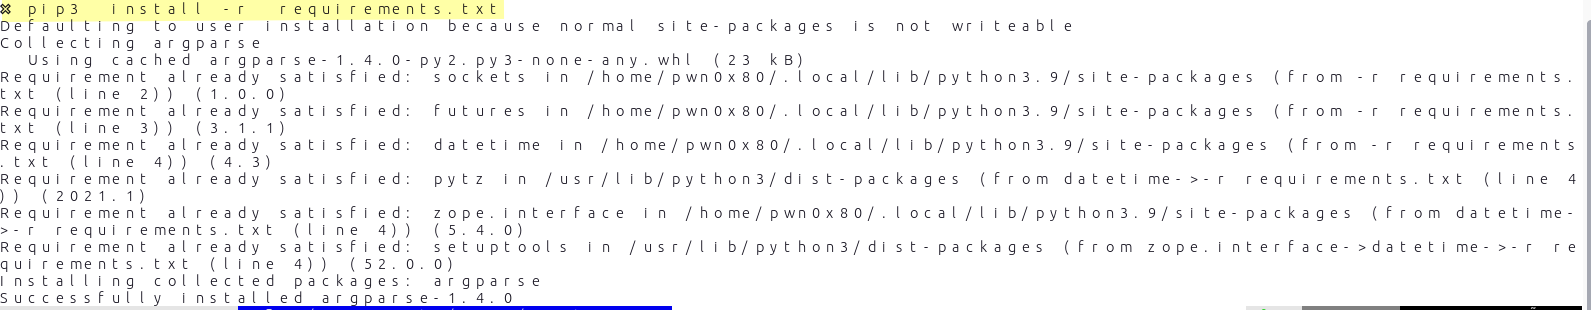 ✖ pip3 install -r requirements.txt
Defaulting to user installation because normal site-packages is not writeable
Collecting argparse
  Using cached argparse-1.4.0-py2.py3-none-any.whl (23 kB)
Requirement already satisfied: sockets in /home/pwn0x80/.local/lib/python3.9/site-packages (from -r requirements.
txt (line 2)) (1.0.0)
Requirement already satisfied: futures in /home/pwn0x80/.local/lib/python3.9/site-packages (from -r requirements.
txt (line 3)) (3.1.1)
Requirement already satisfied: datetime in /home/pwn0x80/.local/lib/python3.9/site-packages (from -r requirements
.txt (line 4)) (4.3)
Requirement already satisfied: pytz in /usr/lib/python3/dist-packages (from datetime->-r requirements.txt (line 4
)) (2021.1)
Requirement already satisfied: zope.interface in /home/pwn0x80/.local/lib/python3.9/site-packages (from datetime-
>-r requirements.txt (line 4)) (5.4.0)
Requirement already satisfied: setuptools in /usr/lib/python3/dist-packages (from zope.interface->datetime->-r re
quirements.txt (line 4)) (52.0.0)
Installing collected packages: argparse
Successfully installed argparse-1.4.0